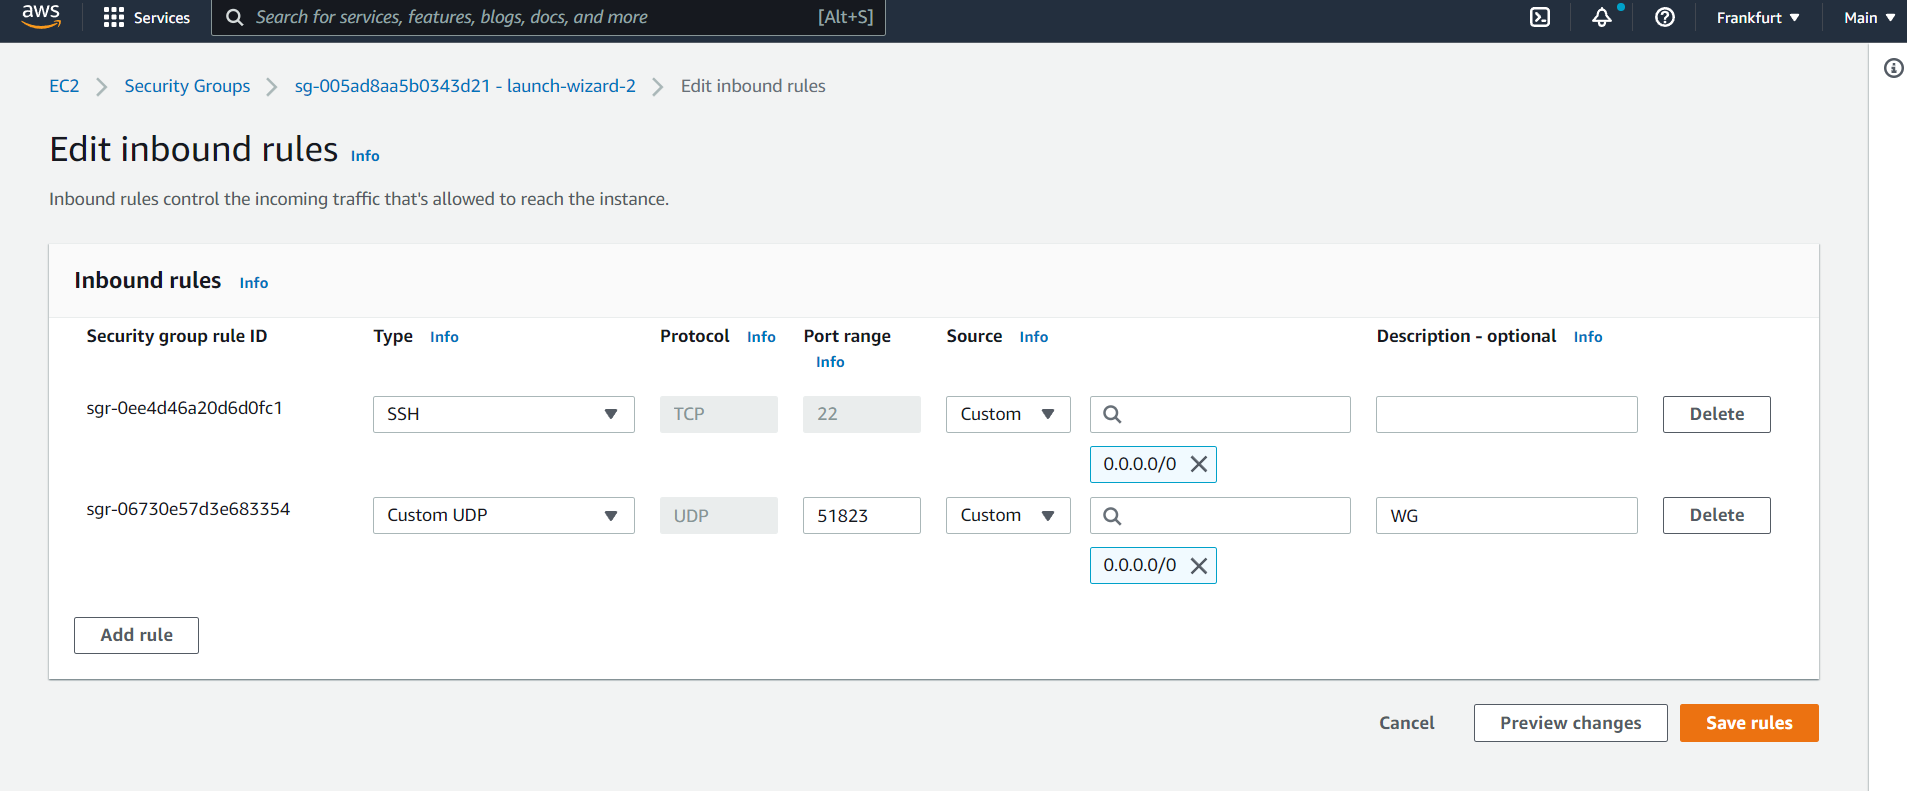 aws Services Search for services, features, blogs, docs, and more [Alt+S] Frankfurt Main
EC2 Security Groups sg-005ad8aa5b0343d21 - launch-wizard-2 Edit inbound rules
Edit inbound rules Info
Inbound rules control the incoming traffic that's allowed to reach the instance.
Inbound rules Info
Security group rule ID Type Info Protocol Info Port range Source Info Description - optional Info
Info
sgr-0ee4d46a20d6d0fc1 SSH TCP 22 Custom Delete
0.0.0.0/0
sgr-06730e57d3e683354 Custom UDP UDP 51823 Custom WG Delete
0.0.0.0/0
Add rule
Cancel Preview changes Save rules